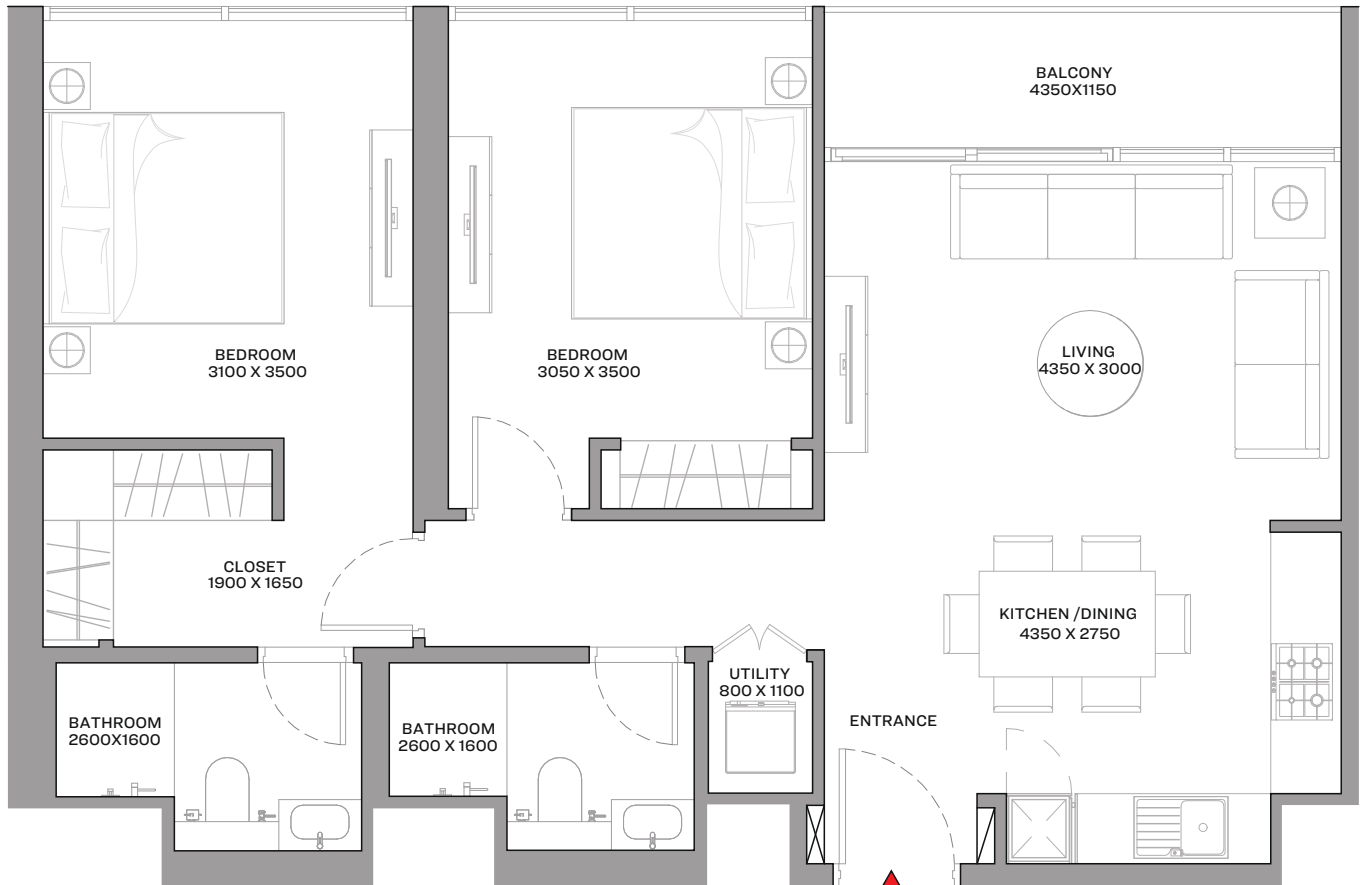 BALCONY
4350X1150
BEDROOM
3100 X 3500
BEDROOM
3050 X 3500
LIVING
4350 X 3000
CLOSET
1900 X 1650
KITCHEN /DINING
4350 X 2750
UTILITY
800 X 1100
BATHROOM
2600X1600
BATHROOM
2600 X 1600
ENTRANCE